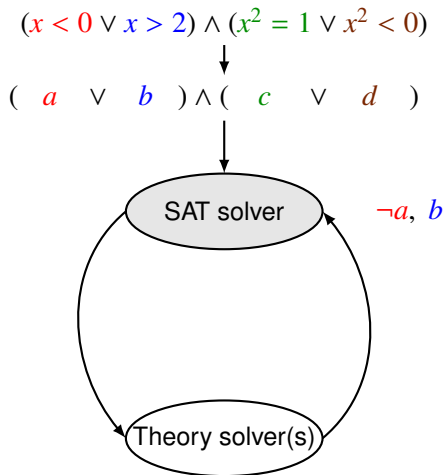 (x < 0 ∨ x > 2) ∧ (x² = 1 ∨ x² < 0)
( a ∨ b ) ∧ ( c ∨ d )
SAT solver
¬a, b
Theory solver(s)